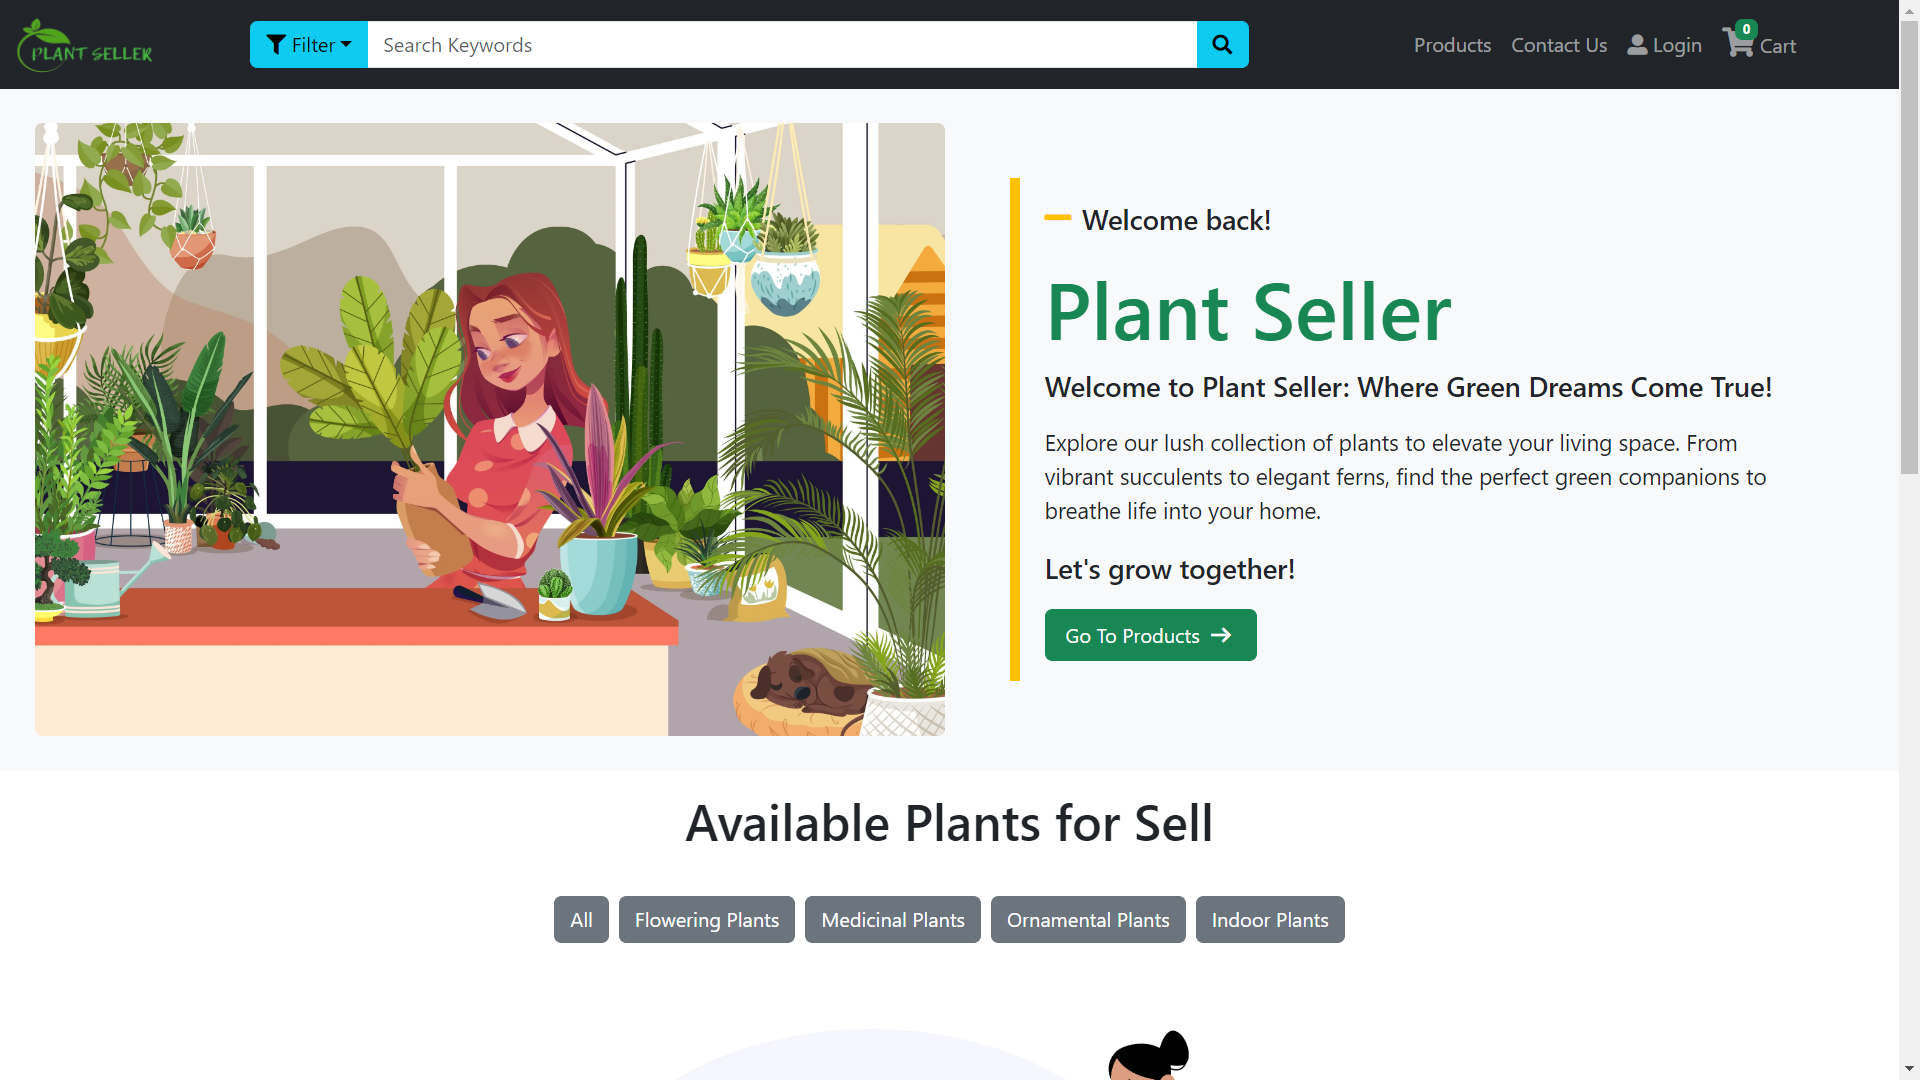 PLANT SELLER
Filter
Search Keywords
Products
Contact Us
Login
0
Cart
Welcome back!
Plant Seller
Welcome to Plant Seller: Where Green Dreams Come True!
Explore our lush collection of plants to elevate your living space. From
vibrant succulents to elegant ferns, find the perfect green companions to
breathe life into your home.
Let's grow together!
Go To Products
Available Plants for Sell
All
Flowering Plants
Medicinal Plants
Ornamental Plants
Indoor Plants